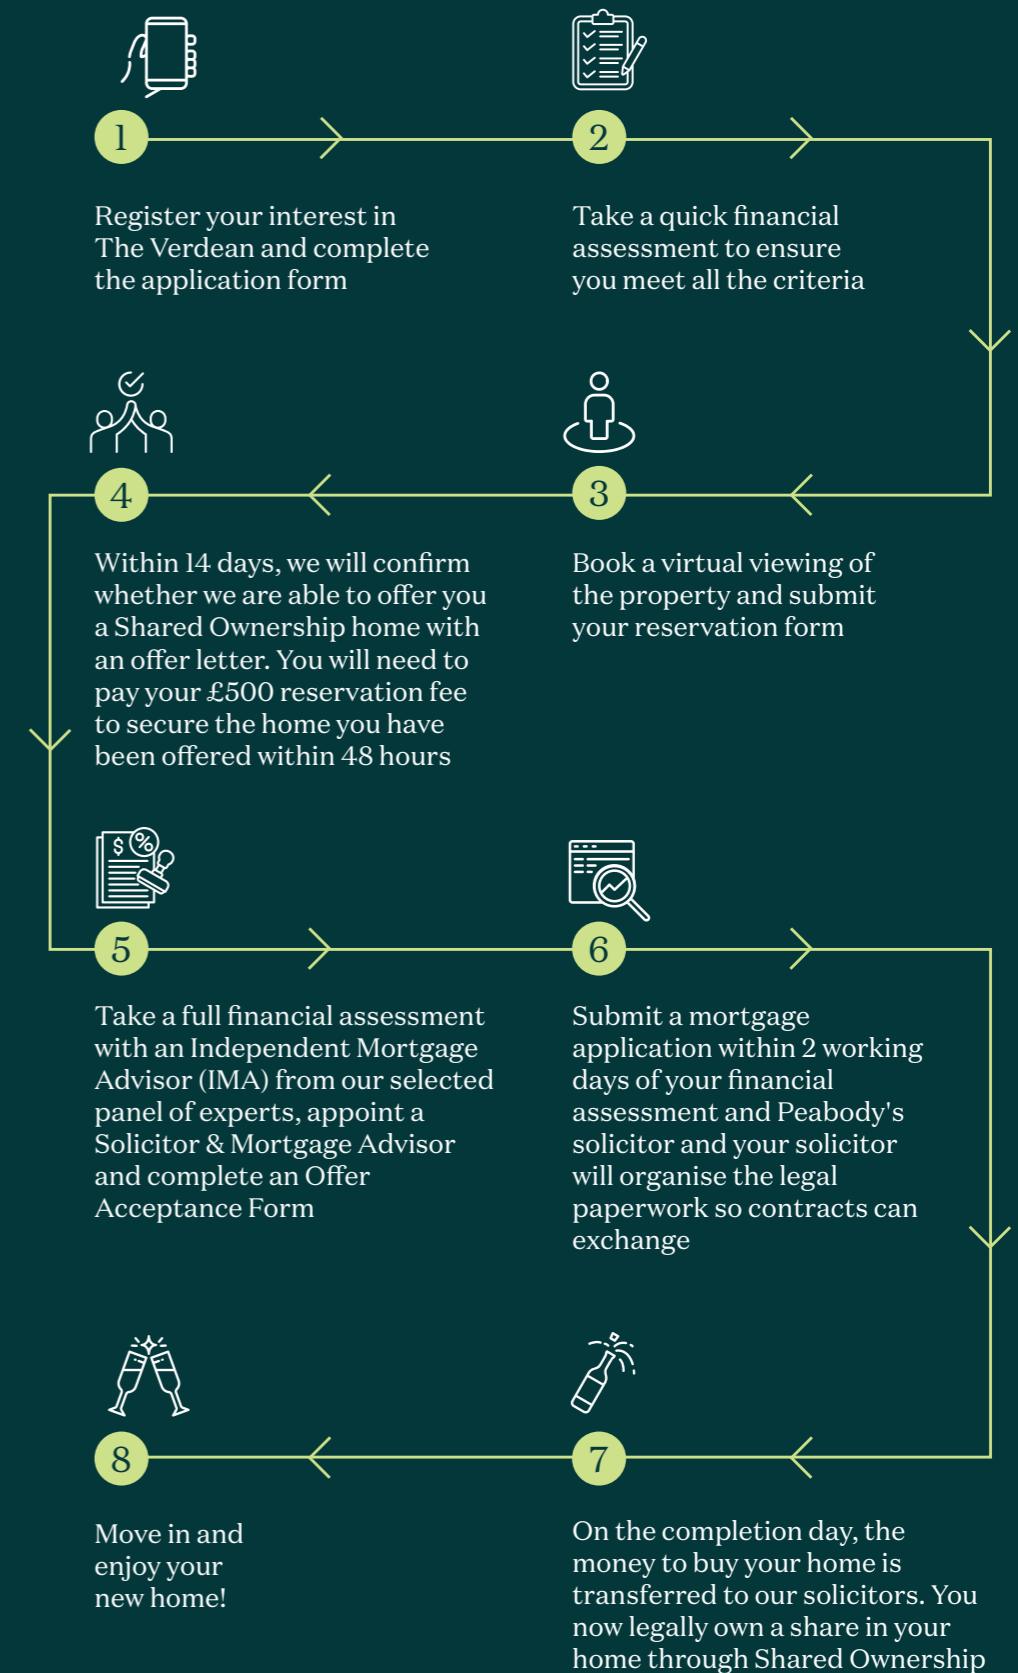 1
Register your interest in
The Verdean and complete
the application form
2
Take a quick financial
assessment to ensure
you meet all the criteria
3
Book a virtual viewing of
the property and submit
your reservation form
4
Within 14 days, we will confirm
whether we are able to offer you
a Shared Ownership home with
an offer letter. You will need to
pay your £500 reservation fee
to secure the home you have
been offered within 48 hours
$ %
5
Take a full financial assessment
with an Independent Mortgage
Advisor (IMA) from our selected
panel of experts, appoint a
Solicitor & Mortgage Advisor
and complete an Offer
Acceptance Form
6
Submit a mortgage
application within 2 working
days of your financial
assessment and Peabody's
solicitor and your solicitor
will organise the legal
paperwork so contracts can
exchange
7
On the completion day, the
money to buy your home is
transferred to our solicitors. You
now legally own a share in your
home through Shared Ownership
8
Move in and
enjoy your
new home!